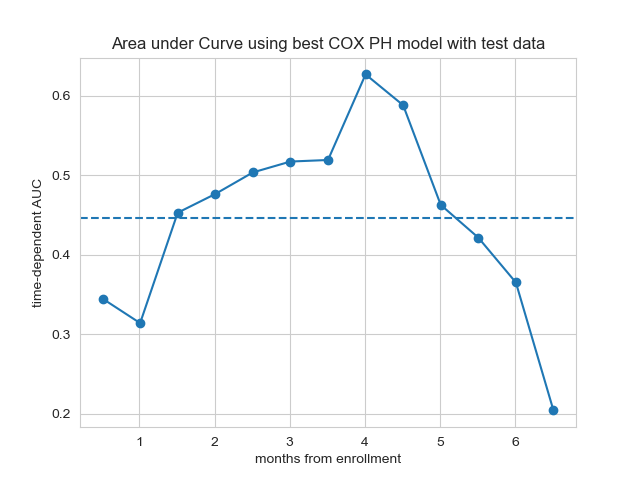 Area under Curve using best COX PH model with test data
time-dependent AUC
0.6
0.5
0.4
0.3
0.2
1 2 3 4 5 6
months from enrollment